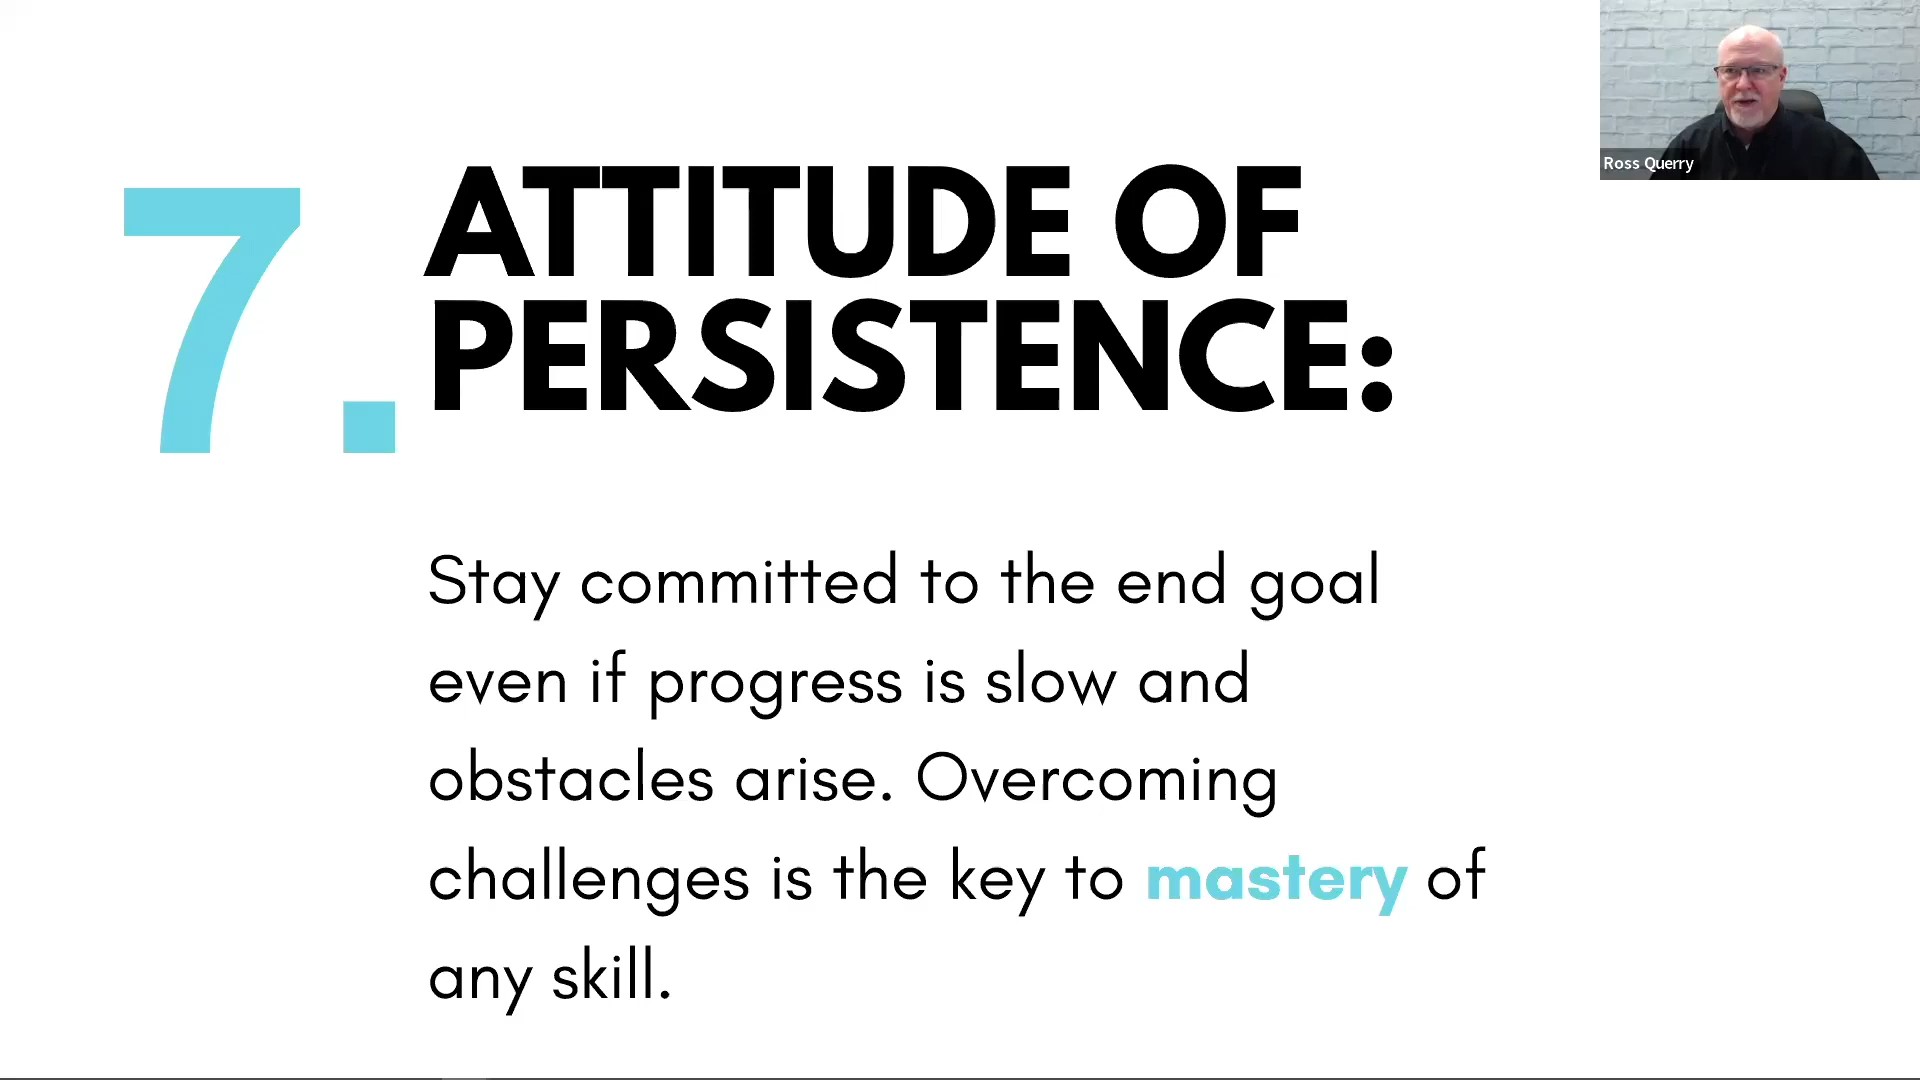 7.
ATTITUDE OF
PERSISTENCE:
Stay committed to the end goal
even if progress is slow and
obstacles arise. Overcoming
challenges is the key to mastery of
any skill.
Ross Querry